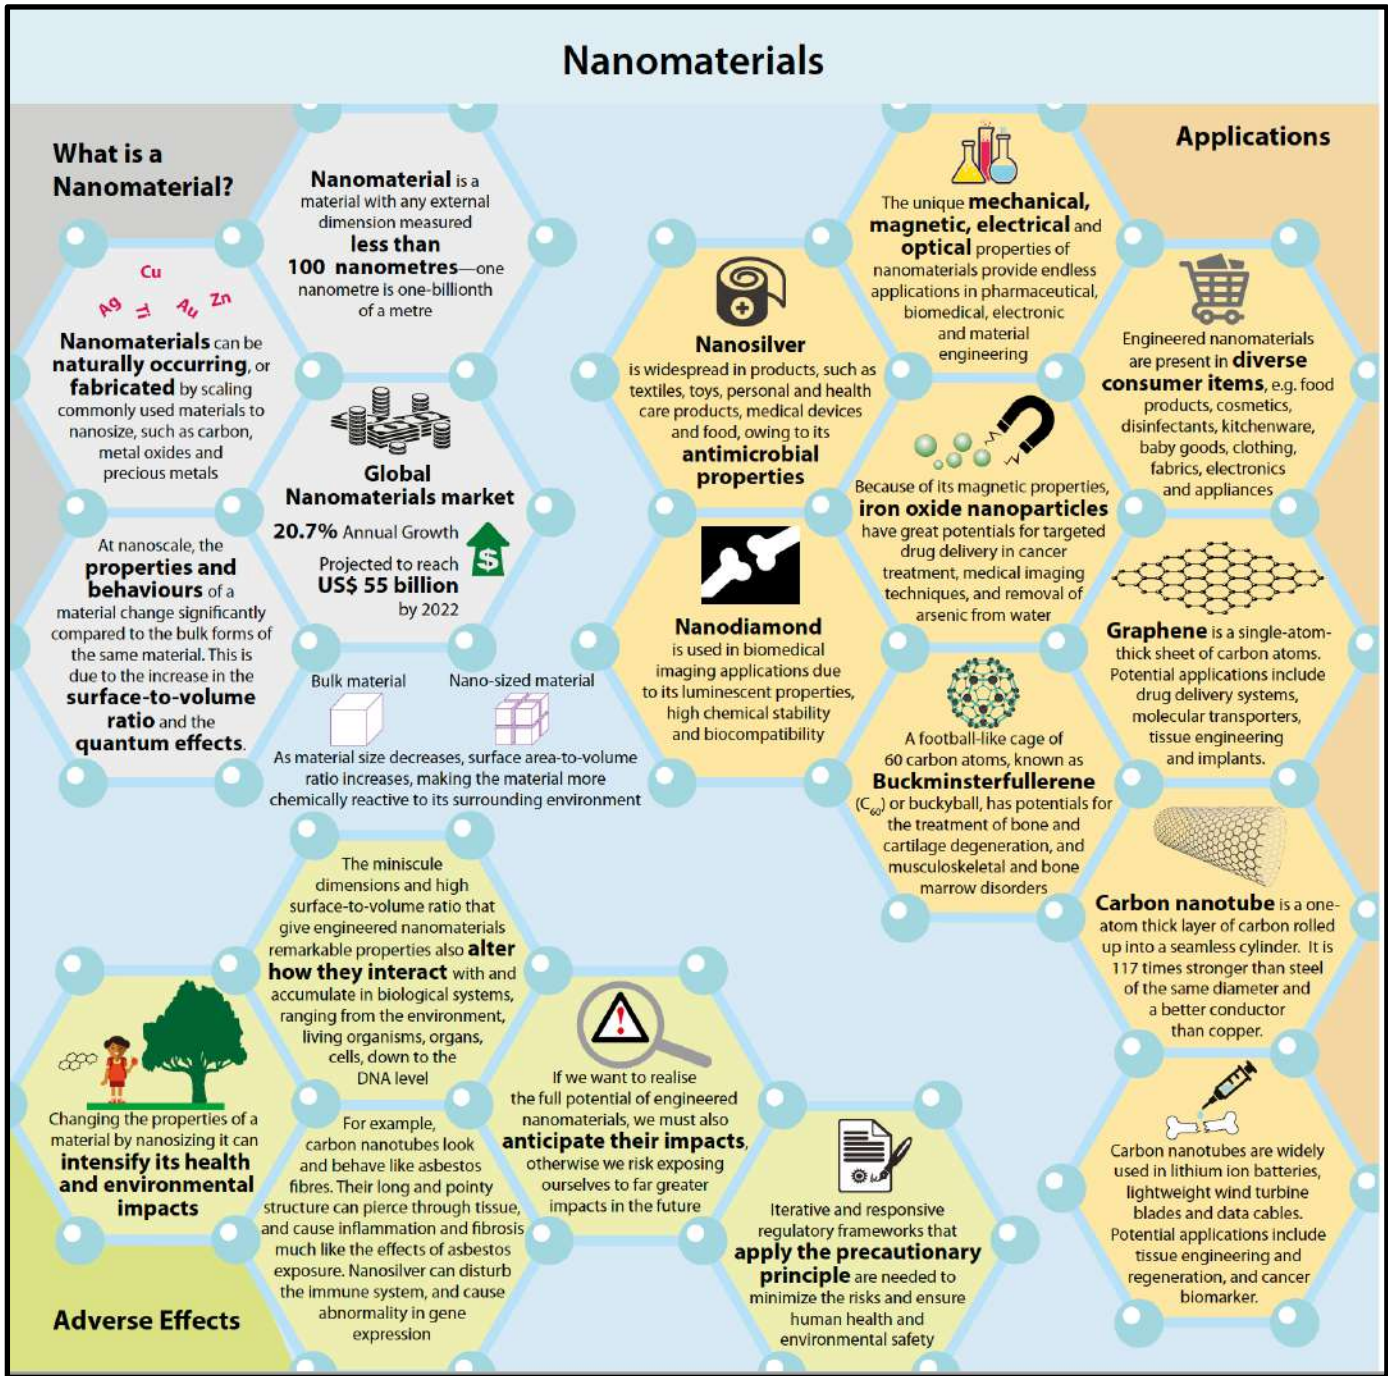 Nanomaterials
What is a
Nanomaterial?
Nanomaterial is a
material with any external
dimension measured
less than
100 nanometres—one
nanometre is one-billionth
of a metre
Cu
Ag
Ti
Au
Zn
Nanomaterials can be
naturally occurring, or
fabricated by scaling
commonly used materials to
nanosize, such as carbon,
metal oxides and
precious metals
Global
Nanomaterials market
20.7% Annual Growth
$
Projected to reach
US$ 55 billion
by 2022
At nanoscale, the
properties and
behaviours of a
material change significantly
compared to the bulk forms of
the same material. This is
due to the increase in the
surface-to-volume
ratio and the
quantum effects.
Bulk material
Nano-sized material
As material size decreases, surface area-to-volume
ratio increases, making the material more
chemically reactive to its surrounding environment
Applications
The unique mechanical,
magnetic, electrical and
optical properties of
nanomaterials provide endless
applications in pharmaceutical,
biomedical, electronic
and material
engineering
Nanosilver
is widespread in products, such as
textiles, toys, personal and health
care products, medical devices
and food, owing to its
antimicrobial
properties
Engineered nanomaterials
are present in diverse
consumer items, e.g. food
products, cosmetics,
disinfectants, kitchenware,
baby goods, clothing,
fabrics, electronics
and appliances
Because of its magnetic properties,
iron oxide nanoparticles
have great potentials for targeted
drug delivery in cancer
treatment, medical imaging
techniques, and removal of
arsenic from water
Nanodiamond
is used in biomedical
imaging applications due
to its luminescent properties,
high chemical stability
and biocompatibility
Graphene is a single-atom-
thick sheet of carbon atoms.
Potential applications include
drug delivery systems,
molecular transporters,
tissue engineering
and implants.
A football-like cage of
60 carbon atoms, known as
Buckminsterfullerene
(C60) or buckyball, has potentials for
the treatment of bone and
cartilage degeneration, and
musculoskeletal and bone
marrow disorders
Carbon nanotube is a one-
atom thick layer of carbon rolled
up into a seamless cylinder. It is
117 times stronger than steel
of the same diameter and
a better conductor
than copper.
Carbon nanotubes are widely
used in lithium ion batteries,
lightweight wind turbine
blades and data cables.
Potential applications include
tissue engineering and
regeneration, and cancer
biomarker.
The miniscule
dimensions and high
surface-to-volume ratio that
give engineered nanomaterials
remarkable properties also alter
how they interact with and
accumulate in biological systems,
ranging from the environment,
living organisms, organs,
cells, down to the
DNA level
Changing the properties of a
material by nanosizing it can
intensify its health
and environmental
impacts
For example,
carbon nanotubes look
and behave like asbestos
fibres. Their long and pointy
structure can pierce through tissue,
and cause inflammation and fibrosis
much like the effects of asbestos
exposure. Nanosilver can disturb
the immune system, and cause
abnormality in gene
expression
!
If we want to realise
the full potential of engineered
nanomaterials, we must also
anticipate their impacts,
otherwise we risk exposing
ourselves to far greater
impacts in the future
Iterative and responsive
regulatory frameworks that
apply the precautionary
principle are needed to
minimize the risks and ensure
human health and
environmental safety
Adverse Effects